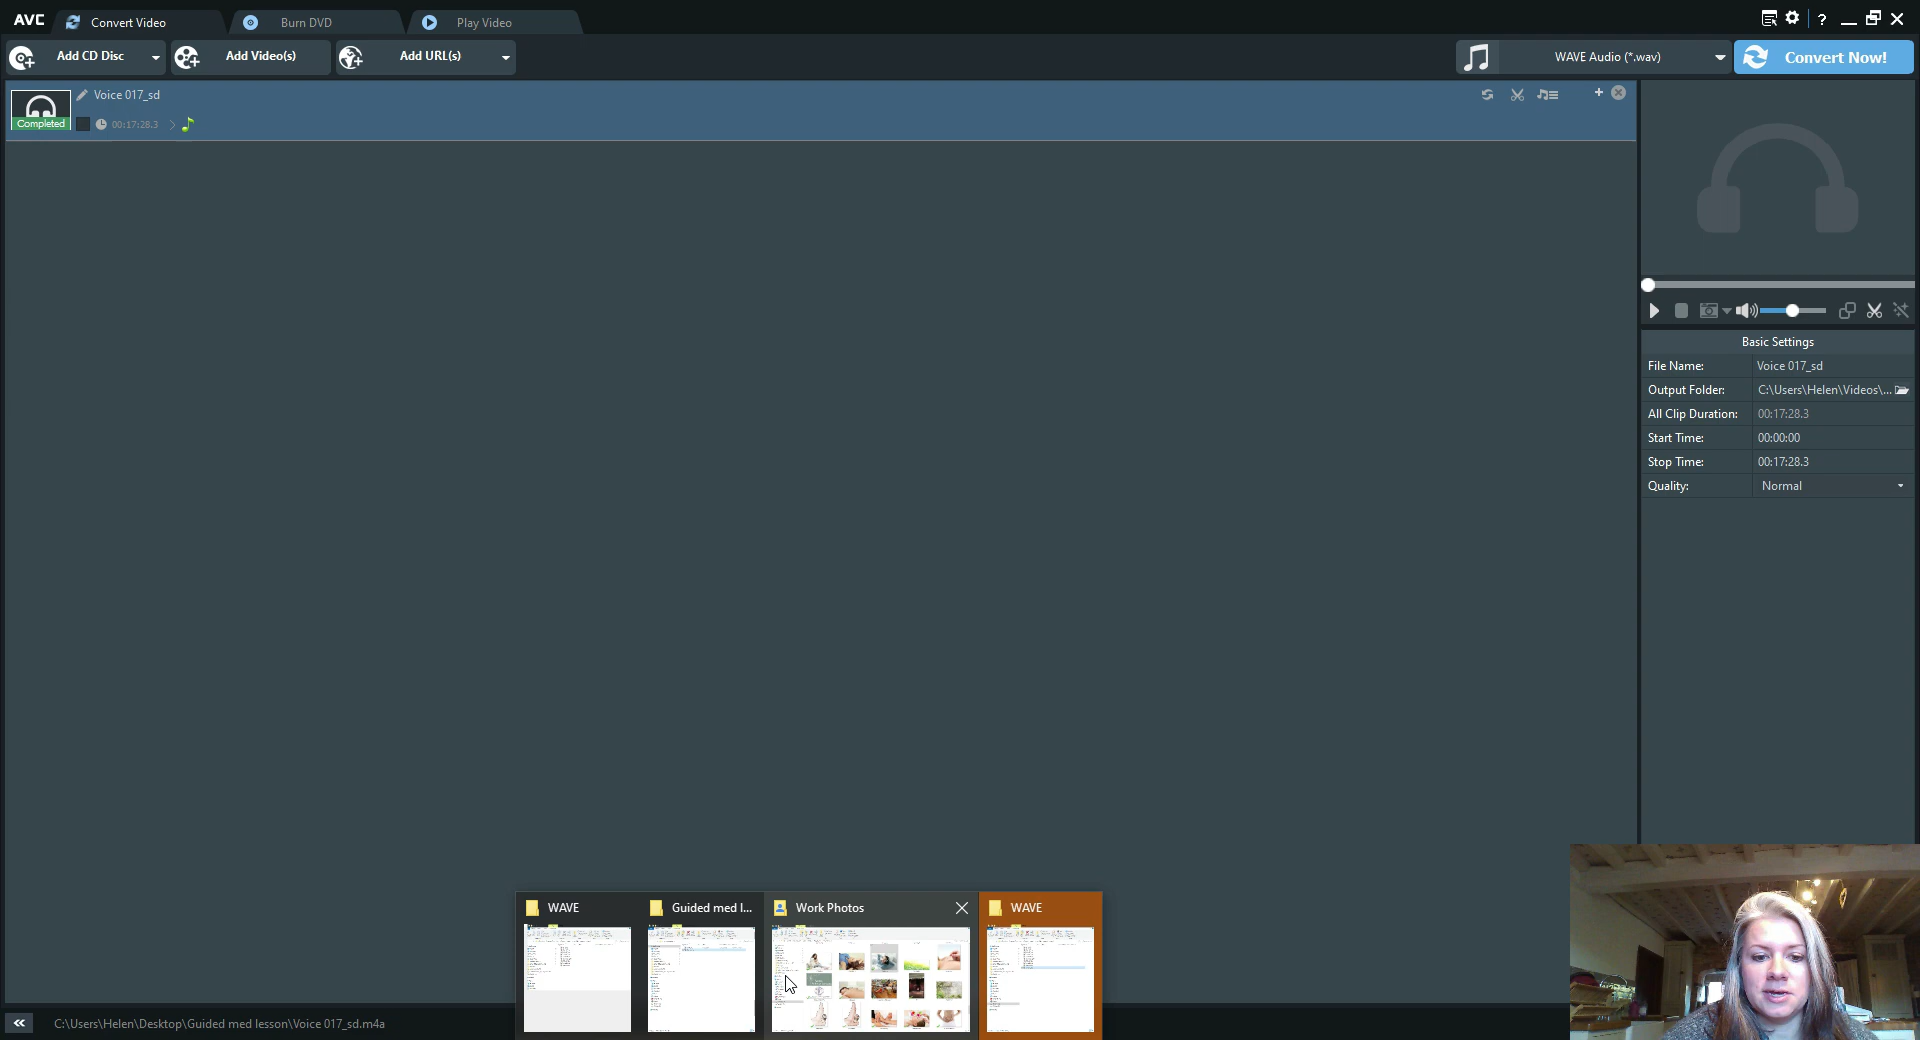 AVC
Convert Video
Burn DVD
Play Video
?
Add CD Disc
Add Video(s)
Add URL(s)
WAVE Audio (*.wav)
Convert Now!
Voice 017_sd
Completed
00:17:28.3
Basic Settings
File Name: Voice 017_sd
Output Folder: C:\Users\Helen\Videos\...
All Clip Duration: 00:17:28.3
Start Time: 00:00:00
Stop Time: 00:17:28.3
Quality: Normal
WAVE
Guided med l...
Work Photos
WAVE
C:\Users\Helen\Desktop\Guided med lesson\Voice 017_sd.m4a